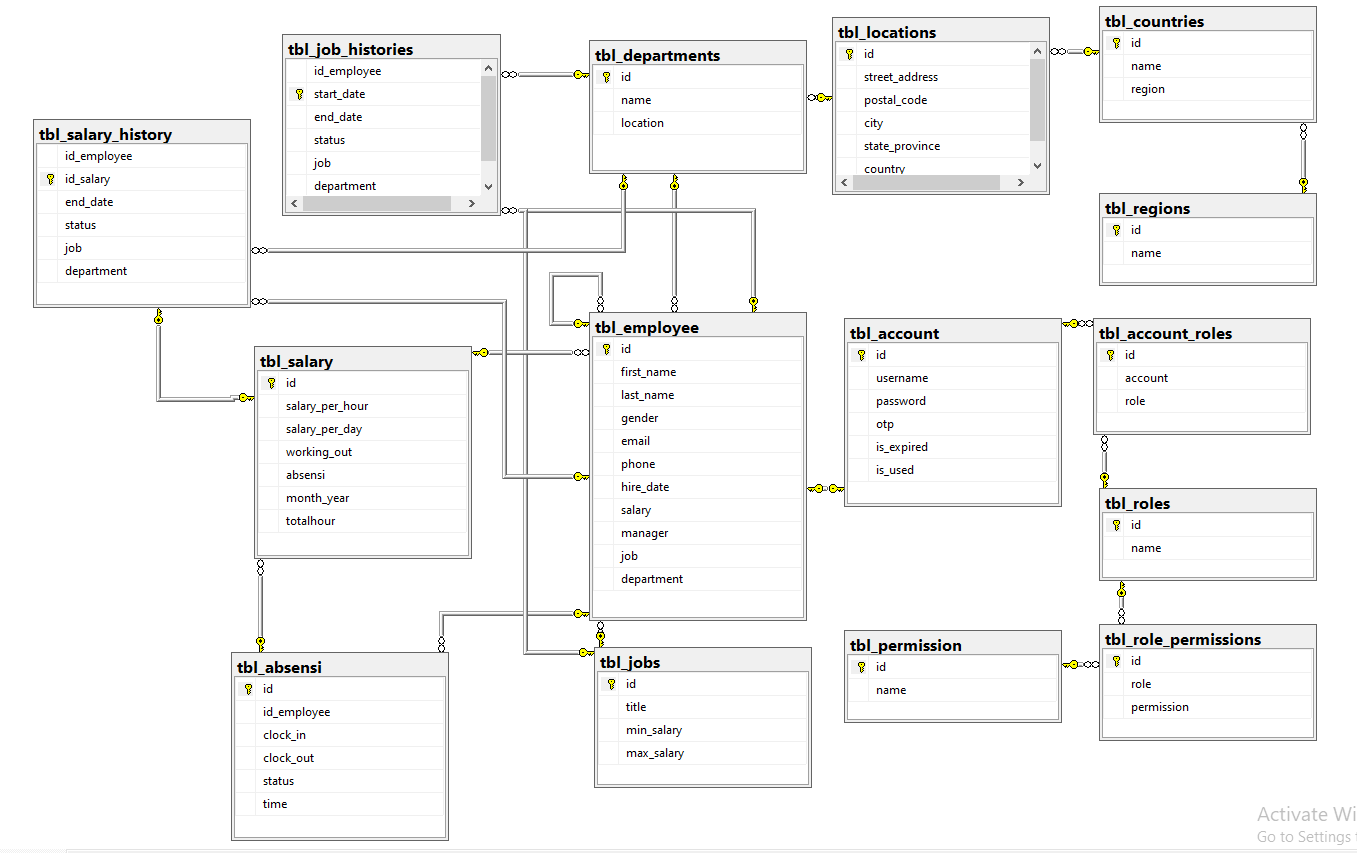 tbl_job_histories
id_employee
start_date
end_date
status
job
department
tbl_departments
id
name
location
tbl_locations
id
street_address
postal_code
city
state_province
country
tbl_countries
id
name
region
tbl_salary_history
id_employee
id_salary
end_date
status
job
department
tbl_regions
id
name
tbl_salary
id
salary_per_hour
salary_per_day
working_out
absensi
month_year
totalhour
tbl_employee
id
first_name
last_name
gender
email
phone
hire_date
salary
manager
job
department
tbl_account
id
username
password
otp
is_expired
is_used
tbl_account_roles
id
account
role
tbl_roles
id
name
tbl_absensi
id
id_employee
clock_in
clock_out
status
time
tbl_jobs
id
title
min_salary
max_salary
tbl_permission
id
name
tbl_role_permissions
id
role
permission
Activate Wi
Go to Settings